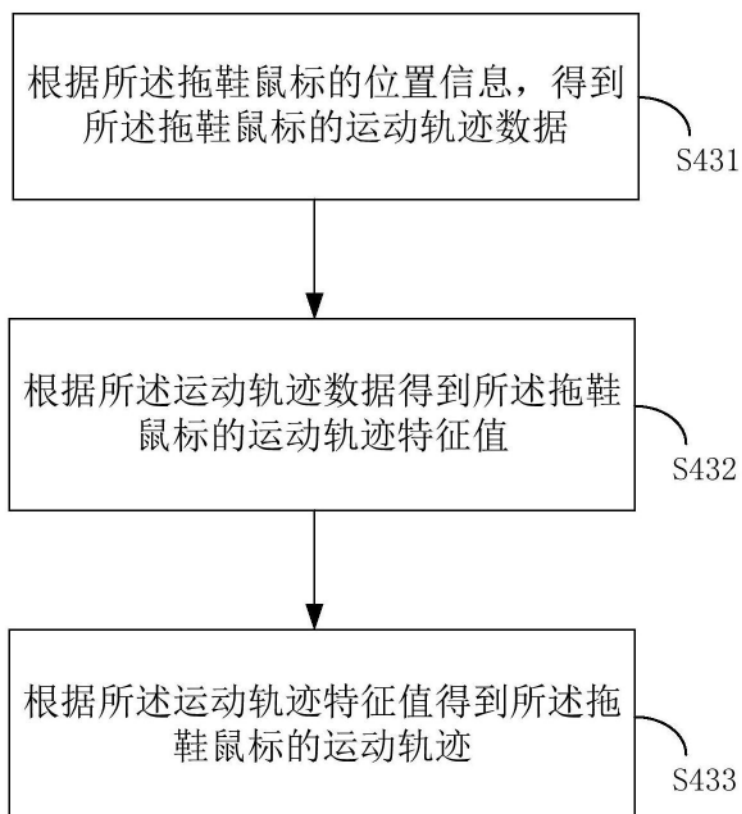 根据所述拖鞋鼠标的位置信息，得到
所述拖鞋鼠标的运动轨迹数据
S431
根据所述运动轨迹数据得到所述拖鞋
鼠标的运动轨迹特征值
S432
根据所述运动轨迹特征值得到所述拖
鞋鼠标的运动轨迹
S433